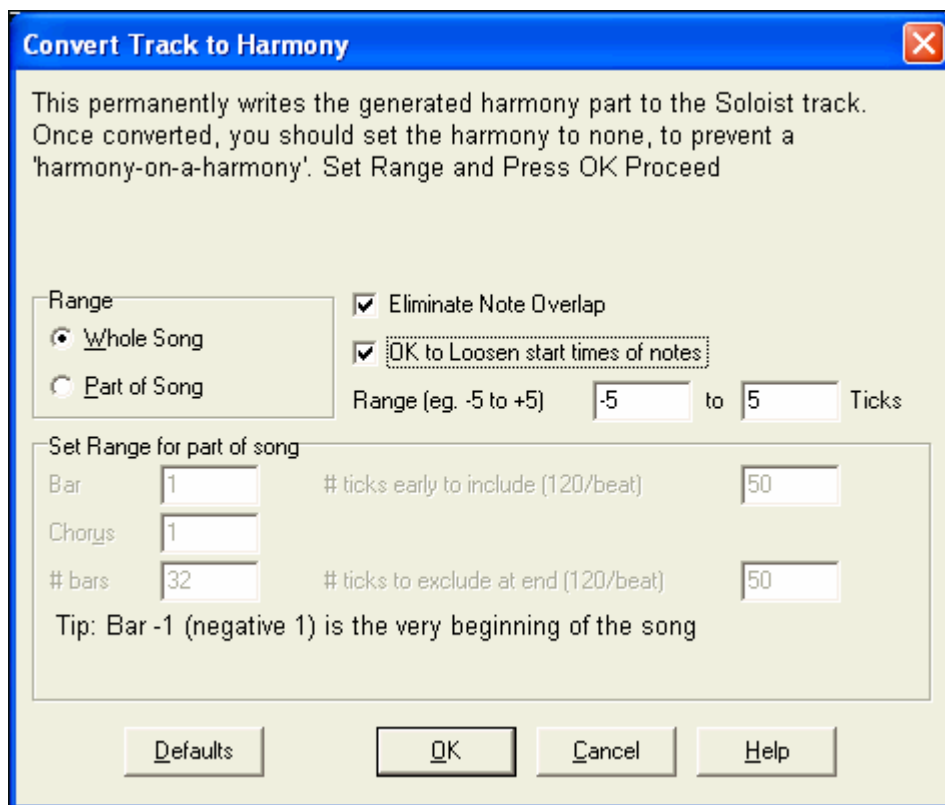 Convert Track to Harmony
This permanently writes the generated harmony part to the Soloist track.
Once converted, you should set the harmony to none, to prevent a
'harmony-on-a-harmony'. Set Range and Press OK Proceed
Range
Whole Song
Part of Song
Eliminate Note Overlap
OK to Loosen start times of notes
Range (eg. -5 to +5) -5 to 5 Ticks
Set Range for part of song
Bar 1 # ticks early to include (120/beat) 50
Chorus 1
# bars 32 # ticks to exclude at end (120/beat) 50
Tip: Bar -1 (negative 1) is the very beginning of the song
Defaults OK Cancel Help